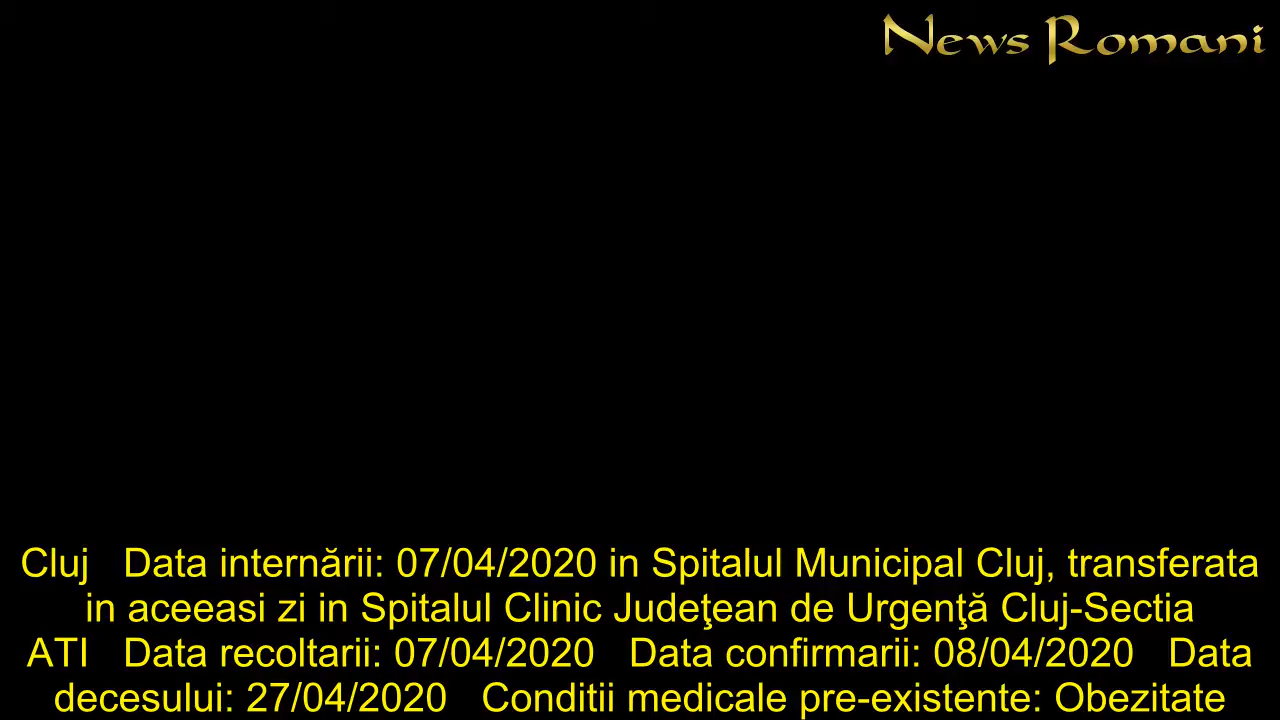 News Romani
Cluj   Data internării: 07/04/2020 in Spitalul Municipal Cluj, transferata
in aceeasi zi in Spitalul Clinic Judeţean de Urgenţă Cluj-Sectia
ATI   Data recoltarii: 07/04/2020   Data confirmarii: 08/04/2020   Data
decesului: 27/04/2020   Conditii medicale pre-existente: Obezitate